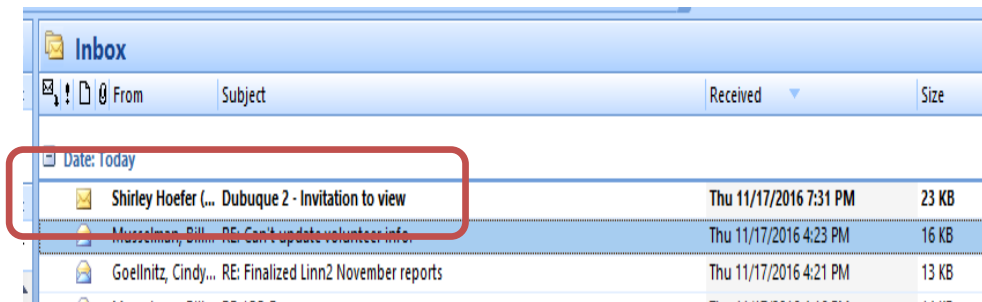 Inbox
From Subject Received Size
Date: Today
Shirley Hoefer (... Dubuque 2 - Invitation to view Thu 11/17/2016 7:31 PM 23 KB
Musselman, Bill... RE: Can't update volunteer info. Thu 11/17/2016 4:23 PM 16 KB
Goellnitz, Cindy... RE: Finalized Linn2 November reports Thu 11/17/2016 4:21 PM 13 KB